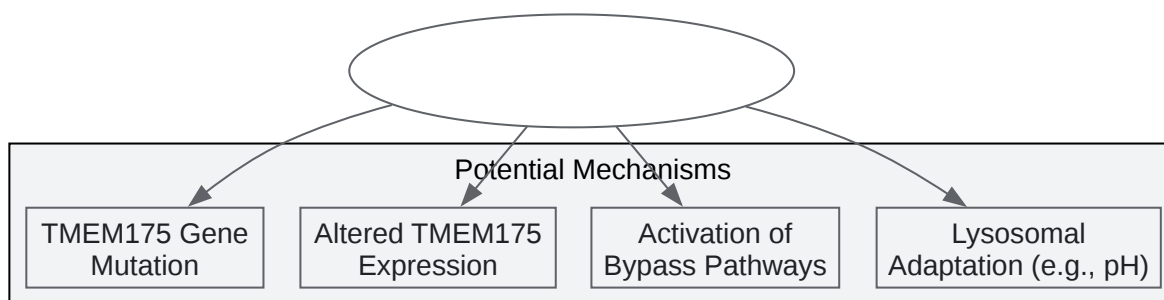 Potential Mechanisms
TMEM175 Gene
Mutation
Altered TMEM175
Expression
Activation of
Bypass Pathways
Lysosomal
Adaptation (e.g., pH)